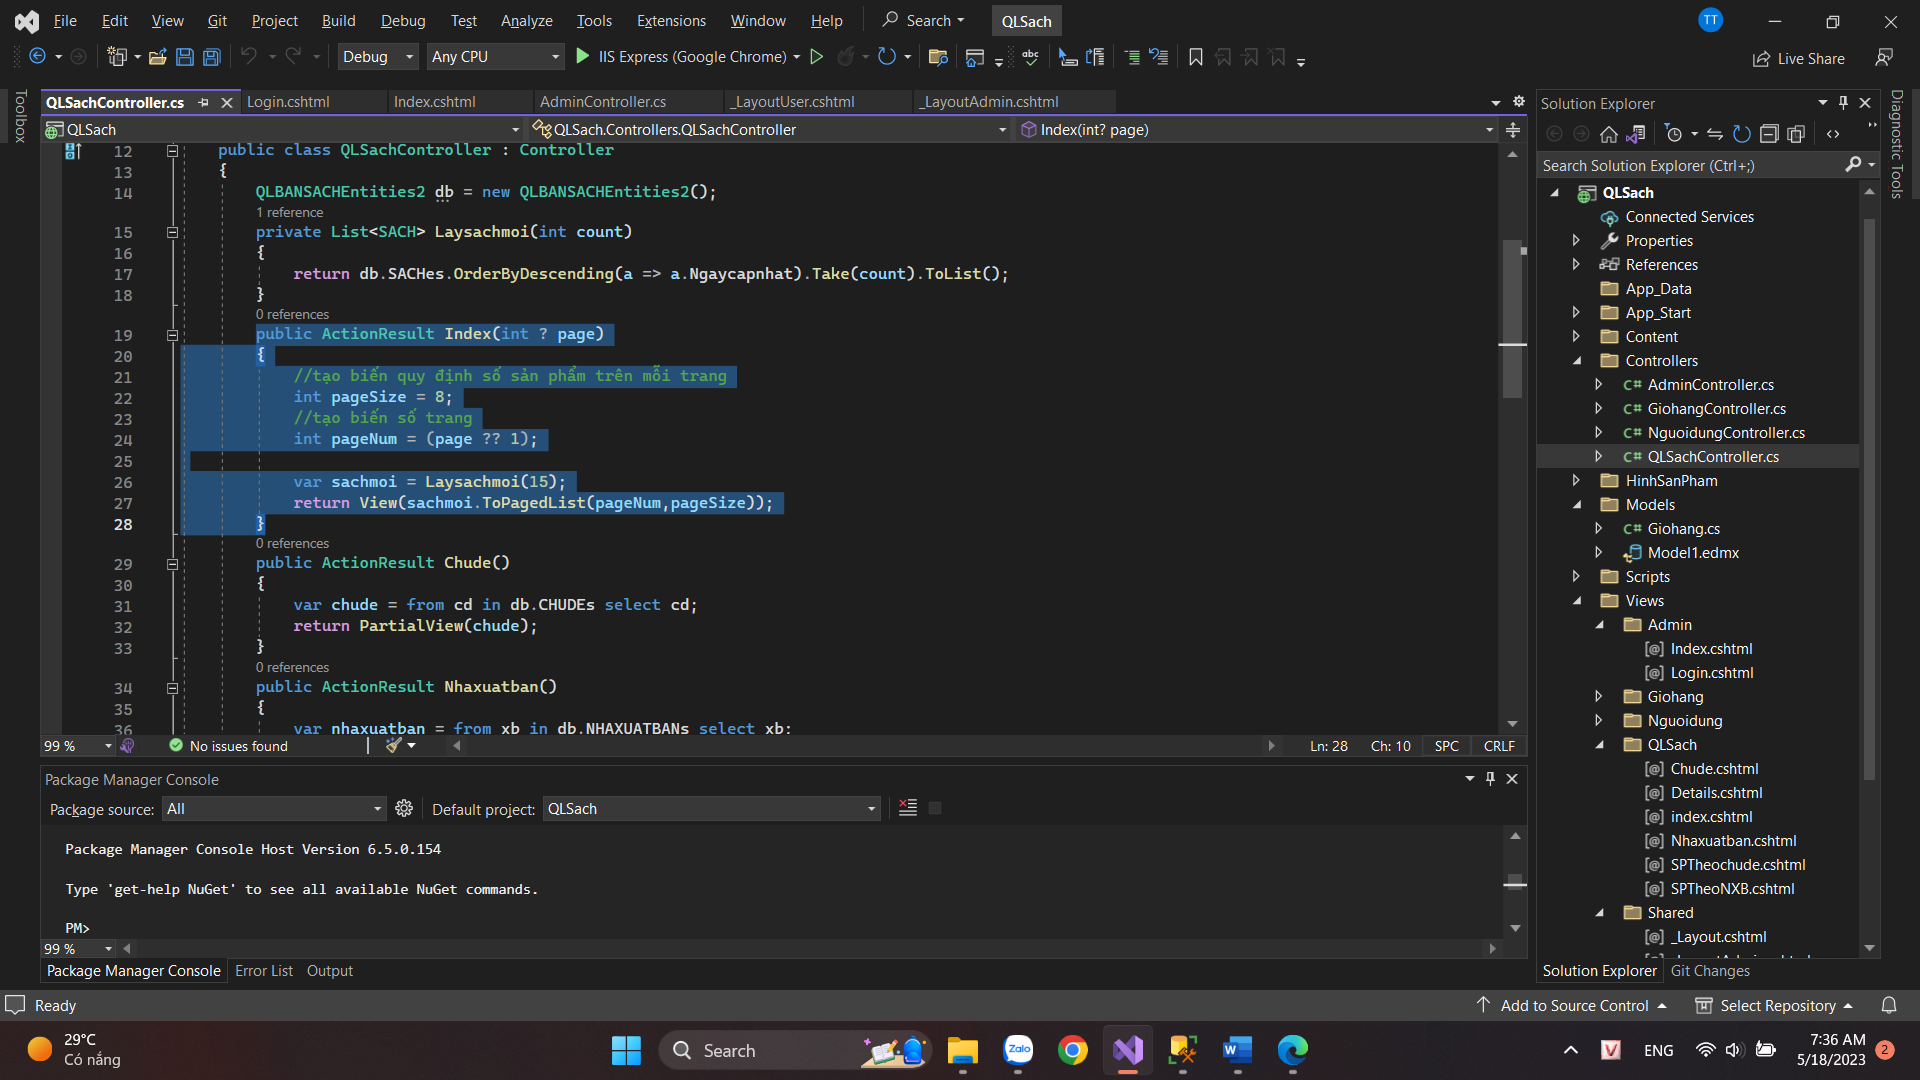 File Edit View Git Project Build Debug Test Analyze Tools Extensions Window Help Search QLSach TT
Debug Any CPU IIS Express (Google Chrome) Live Share
Toolbox
QLSachController.cs Login.cshtml Index.cshtml AdminController.cs _LayoutUser.cshtml _LayoutAdmin.cshtml
QLSach QLSach.Controllers.QLSachController Index(int? page)
12 public class QLSachController : Controller
13 {
14 QLBANSACHEntities2 db = new QLBANSACHEntities2();
1 reference
15 private List<SACH> Laysachmoi(int count)
16 {
17 return db.SACHes.OrderByDescending(a => a.Ngaycapnhat).Take(count).ToList();
18 }
0 references
19 public ActionResult Index(int ? page)
20 {
21 //tạo biến quy định số sản phẩm trên mỗi trang
22 int pageSize = 8;
23 //tạo biến số trang
24 int pageNum = (page ?? 1);
25
26 var sachmoi = Laysachmoi(15);
27 return View(sachmoi.ToPagedList(pageNum,pageSize));
28 }
0 references
29 public ActionResult Chude()
30 {
31 var chude = from cd in db.CHUDEs select cd;
32 return PartialView(chude);
33 }
0 references
34 public ActionResult Nhaxuatban()
35 {
36 var nhaxuatban = from xb in db.NHAXUATBANs select xb;
99 % No issues found Ln: 28 Ch: 10 SPC CRLF
Package Manager Console
Package source: All Default project: QLSach
Package Manager Console Host Version 6.5.0.154
Type 'get-help NuGet' to see all available NuGet commands.
PM>
99 %
Package Manager Console Error List Output
Solution Explorer
Search Solution Explorer (Ctrl+;)
QLSach
Connected Services
Properties
References
App_Data
App_Start
Content
Controllers
C# AdminController.cs
C# GiohangController.cs
C# NguoidungController.cs
C# QLSachController.cs
HinhSanPham
Models
C# Giohang.cs
Model1.edmx
Scripts
Views
Admin
[@] Index.cshtml
[@] Login.cshtml
Giohang
Nguoidung
QLSach
[@] Chude.cshtml
[@] Details.cshtml
[@] index.cshtml
[@] Nhaxuatban.cshtml
[@] SPTheochude.cshtml
[@] SPTheoNXB.cshtml
Shared
[@] _Layout.cshtml
Solution Explorer Git Changes
Diagnostic Tools
Ready Add to Source Control Select Repository
29°C
Có nắng
Search
Zalo
ENG
7:36 AM
5/18/2023
2